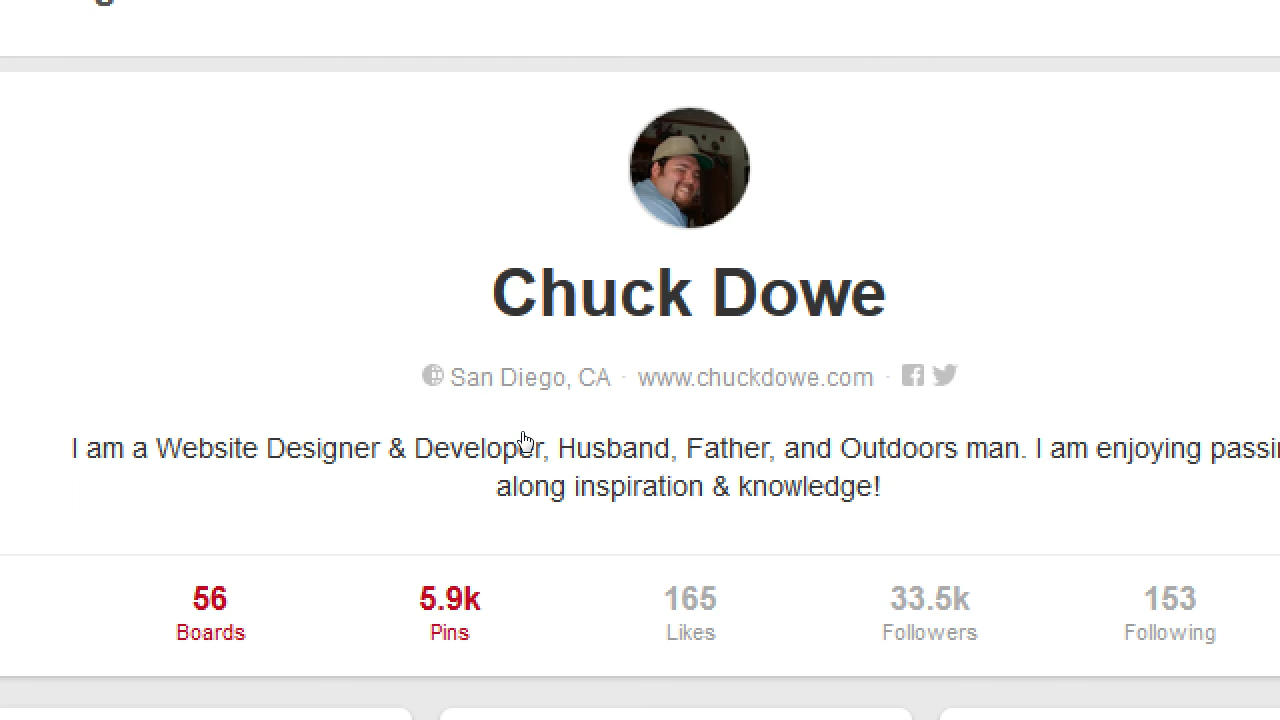 Chuck Dowe
San Diego, CA · www.chuckdowe.com ·
I am a Website Designer & Developer, Husband, Father, and Outdoors man. I am enjoying
along inspiration & knowledge!
56 5.9k 165 33.5k 153
Boards Pins Likes Followers Following